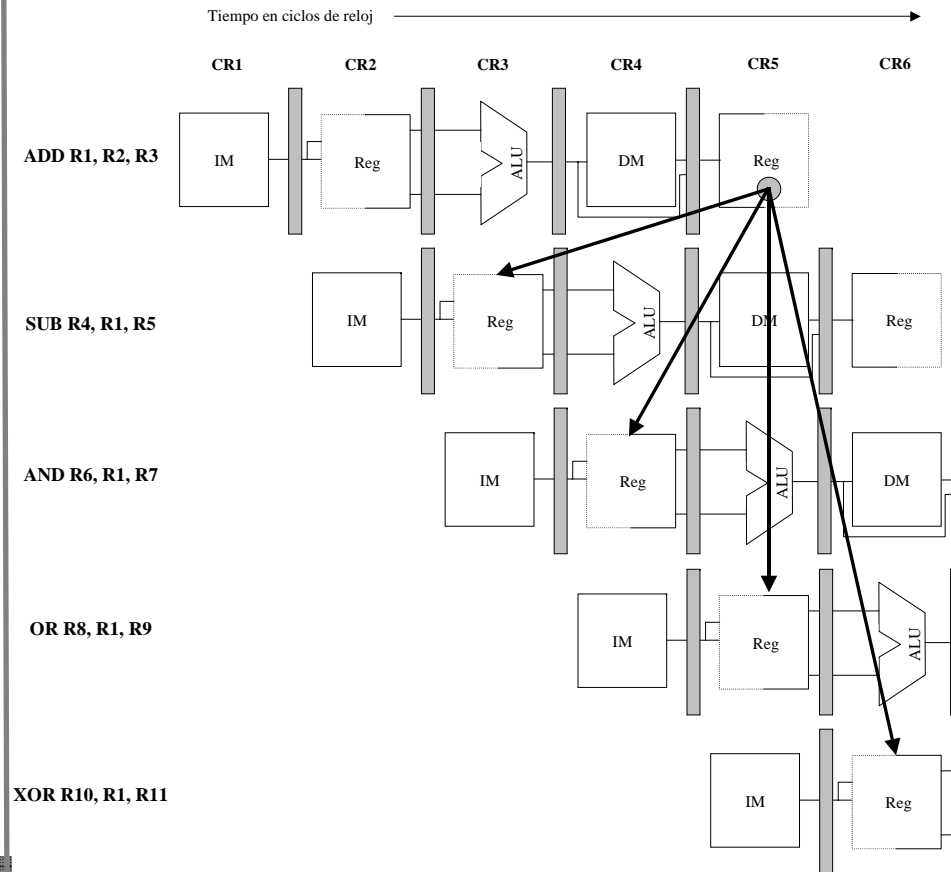 Tiempo en ciclos de reloj
CR1 CR2 CR3 CR4 CR5 CR6
ADD R1, R2, R3 IM Reg ALU DM Reg
SUB R4, R1, R5 IM Reg ALU DM Reg
AND R6, R1, R7 IM Reg ALU DM
OR R8, R1, R9 IM Reg ALU
XOR R10, R1, R11 IM Reg